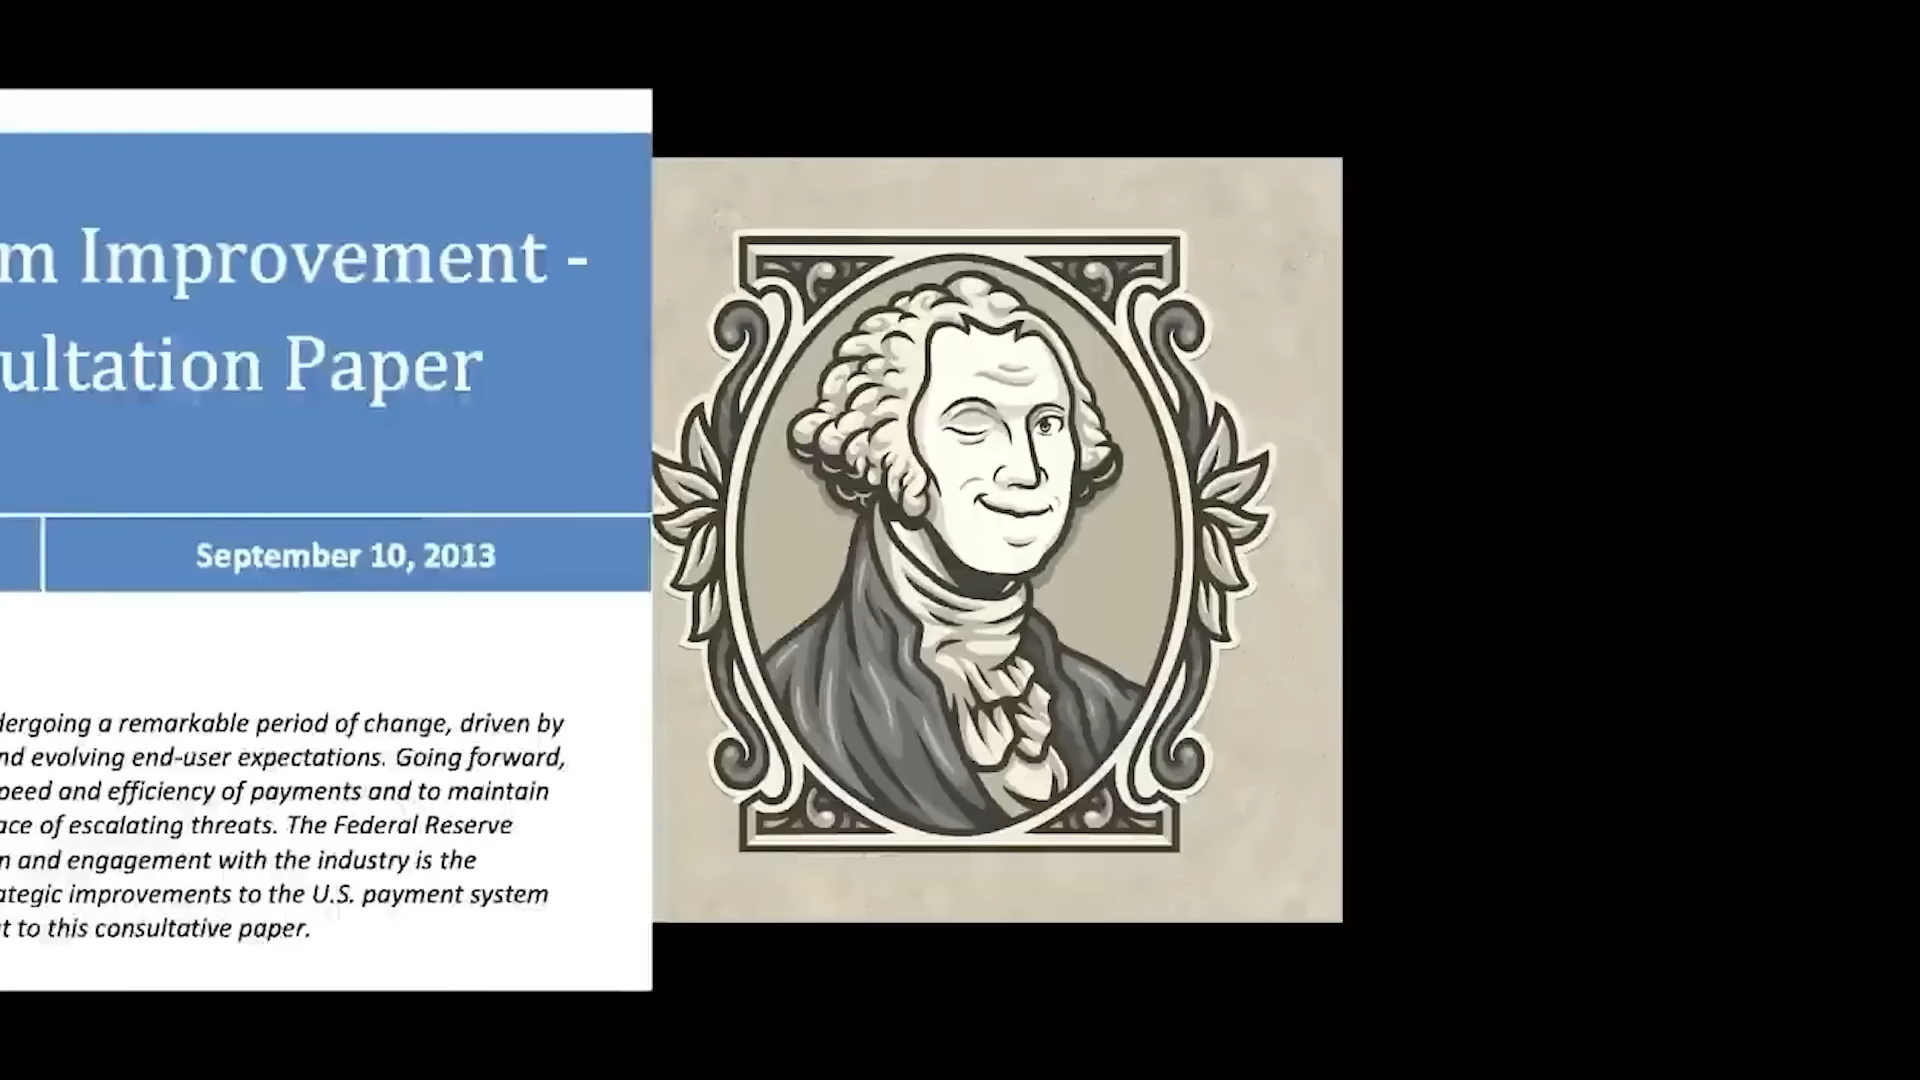 m Improvement -
ultation Paper
September 10, 2013
dergoing a remarkable period of change, driven by
nd evolving end-user expectations. Going forward,
peed and efficiency of payments and to maintain
ace of escalating threats. The Federal Reserve
n and engagement with the industry is the
ategic improvements to the U.S. payment system
t to this consultative paper.